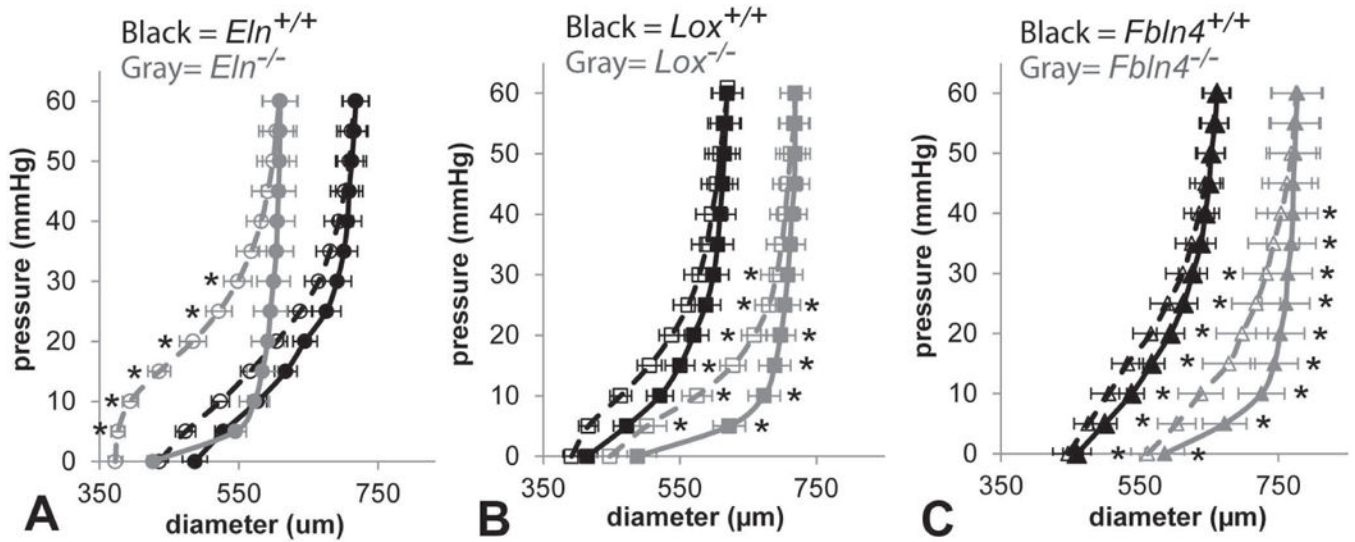 Black = Eln+/+
Gray= Eln-/-
60
50
40
30
20
10
0
pressure (mmHg)
* * * * * *
350 550 750
diameter (um)
A
Black = Lox+/+
Gray= Lox-/-
60
50
40
30
20
10
0
pressure (mmHg)
* * * * * * * * * *
350 550 750
diameter (µm)
B
Black = Fbln4+/+
Gray= Fbln4-/-
60
50
40
30
20
10
0
pressure (mmHg)
* * * * * * * * * * * * * * * *
350 550 750
diameter (µm)
C